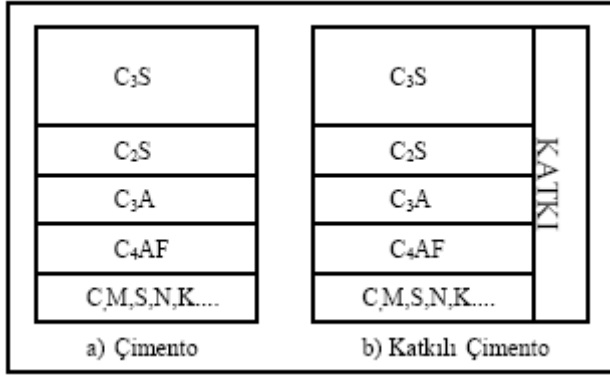 C₃S
C₂S
C₃A
C₄AF
C,M,S,N,K....
a) Çimento
C₃S
C₂S
C₃A
C₄AF
C,M,S,N,K....
KATKI
b) Katkılı Çimento